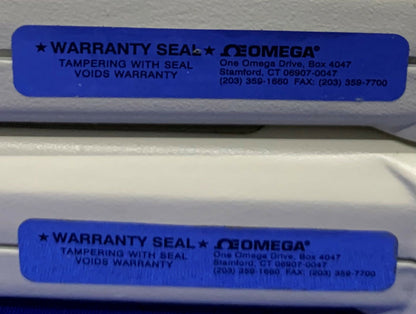 ★ WARRANTY SEAL ★
TAMPERING WITH SEAL
VOIDS WARRANTY
ΩEOMEGA®
One Omega Drive, Box 4047
Stamford, CT 06907-0047
(203) 359-1660 FAX: (203) 359-7700
★ WARRANTY SEAL ★
TAMPERING WITH SEAL
VOIDS WARRANTY
ΩEOMEGA®
One Omega Drive, Box 4047
Stamford, CT 06907-0047
(203) 359-1660 FAX: (203) 359-7700